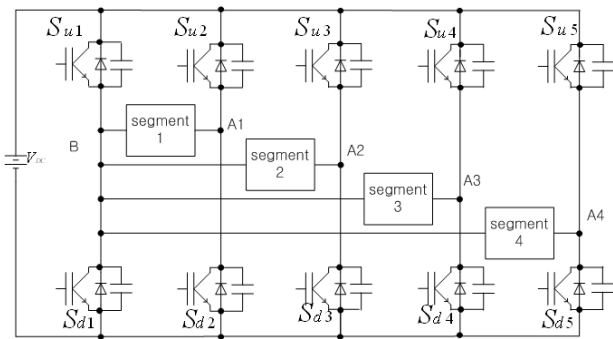 Su1 Su2 Su3 Su4 Su5
segment
1
A1
B
VDC
segment
2
A2
segment
3
A3
segment
4
A4
Sd1 Sd2 Sd3 Sd4 Sd5